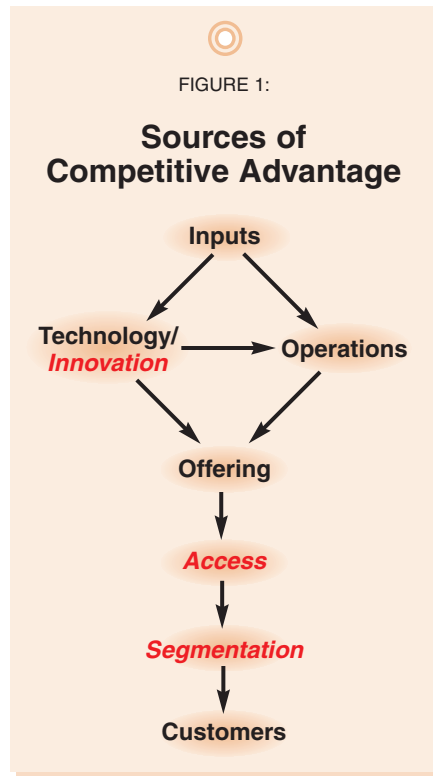 FIGURE 1:
Sources of
Competitive Advantage
Inputs
Technology/
Innovation
Operations
Offering
Access
Segmentation
Customers